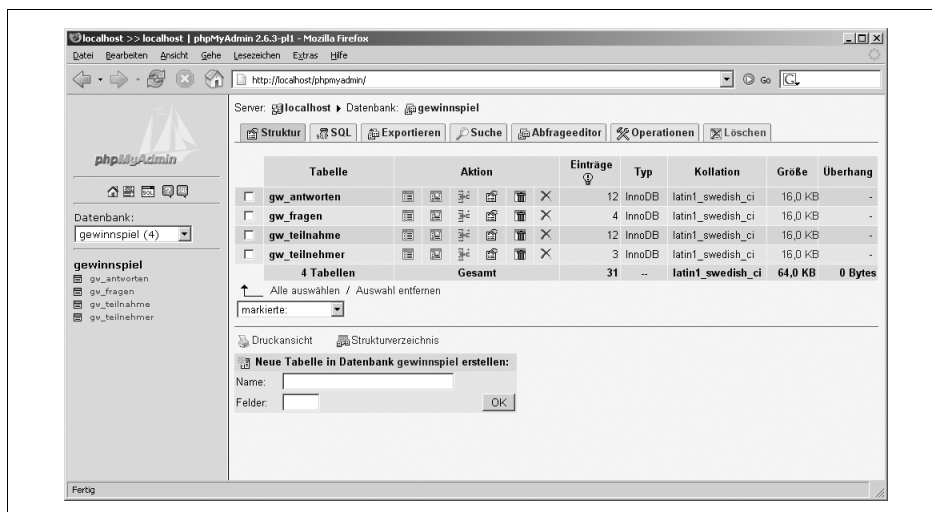 localhost >> localhost | phpMyAdmin 2.6.3-pl1 - Mozilla Firefox
Datei Bearbeiten Ansicht Gehe Lesezeichen Extras Hilfe
http://localhost/phpmyadmin/ Go G
phpMyAdmin
SQL
Datenbank:
gewinnspiel (4)
gewinnspiel
gw_antworten
gw_fragen
gw_teilnahme
gw_teilnehmer
Server: localhost Datenbank: gewinnspiel
Struktur SQL Exportieren Suche Abfrageeditor Operationen Löschen
Tabelle Aktion Einträge Typ Kollation Größe Überhang
gw_antworten 12 InnoDB latin1_swedish_ci 16,0 KB -
gw_fragen 4 InnoDB latin1_swedish_ci 16,0 KB -
gw_teilnahme 12 InnoDB latin1_swedish_ci 16,0 KB -
gw_teilnehmer 3 InnoDB latin1_swedish_ci 16,0 KB -
4 Tabellen Gesamt 31 -- latin1_swedish_ci 64,0 KB 0 Bytes
Alle auswählen / Auswahl entfernen
markierte:
Druckansicht Strukturverzeichnis
Neue Tabelle in Datenbank gewinnspiel erstellen:
Name:
Felder: OK
Fertig